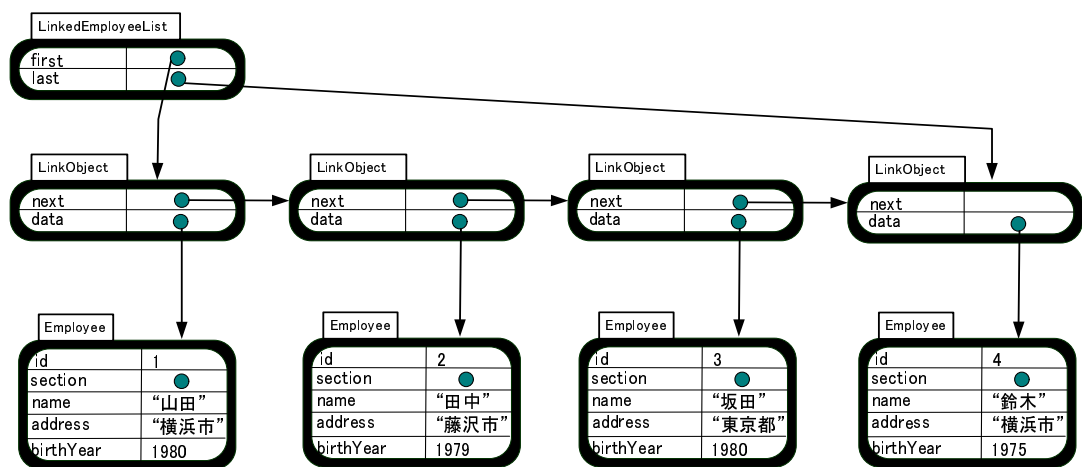 LinkedEmployeeList
first
last
LinkObject
next
data
LinkObject
next
data
LinkObject
next
data
LinkObject
next
data
Employee
id 1
section
name “山田”
address “横浜市”
birthYear 1980
Employee
id 2
section
name “田中”
address “藤沢市”
birthYear 1979
Employee
id 3
section
name “坂田”
address “東京都”
birthYear 1980
Employee
id 4
section
name “鈴木”
address “横浜市”
birthYear 1975